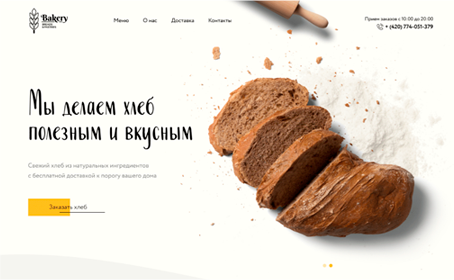 Bakery
Меню О нас Доставка Контакты
Прием заказов с 10:00 до 20:00
+ (420) 774-051-379
Мы делаем хлеб
полезным и вкусным
Свежий хлеб из натуральных ингредиентов
с бесплатной доставкой к порогу вашего дома
Заказать хлеб